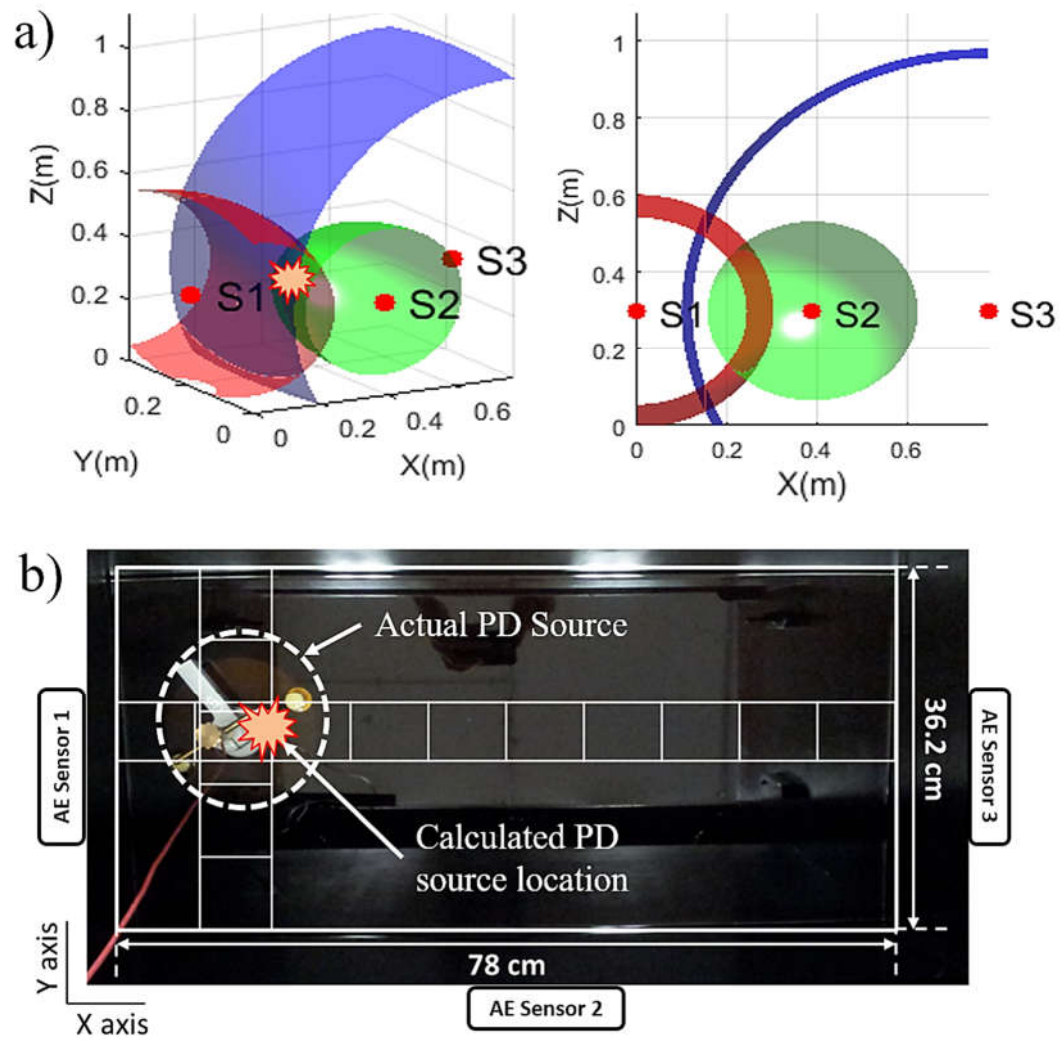 a)
1
0.8
0.6
0.4
0.2
0
Z(m)
S1
S2
S3
0.2
0
Y(m)
0
0.2
0.4
0.6
X(m)
1
0.8
0.6
0.4
0.2
0
Z(m)
S1
S2
S3
0
0.2
0.4
0.6
X(m)
b)
Actual PD Source
AE Sensor 1
36.2 cm
AE Sensor 3
Calculated PD
source location
78 cm
Y axis
X axis
AE Sensor 2